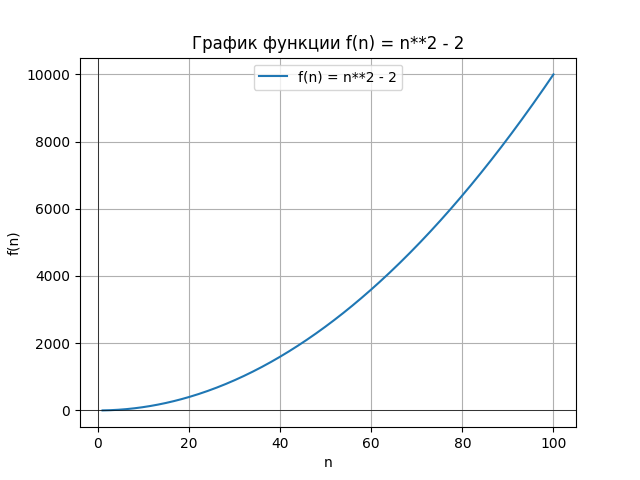 График функции f(n) = n**2 - 2
f(n) = n**2 - 2
10000
8000
6000
4000
2000
0
f(n)
0 20 40 60 80 100
n